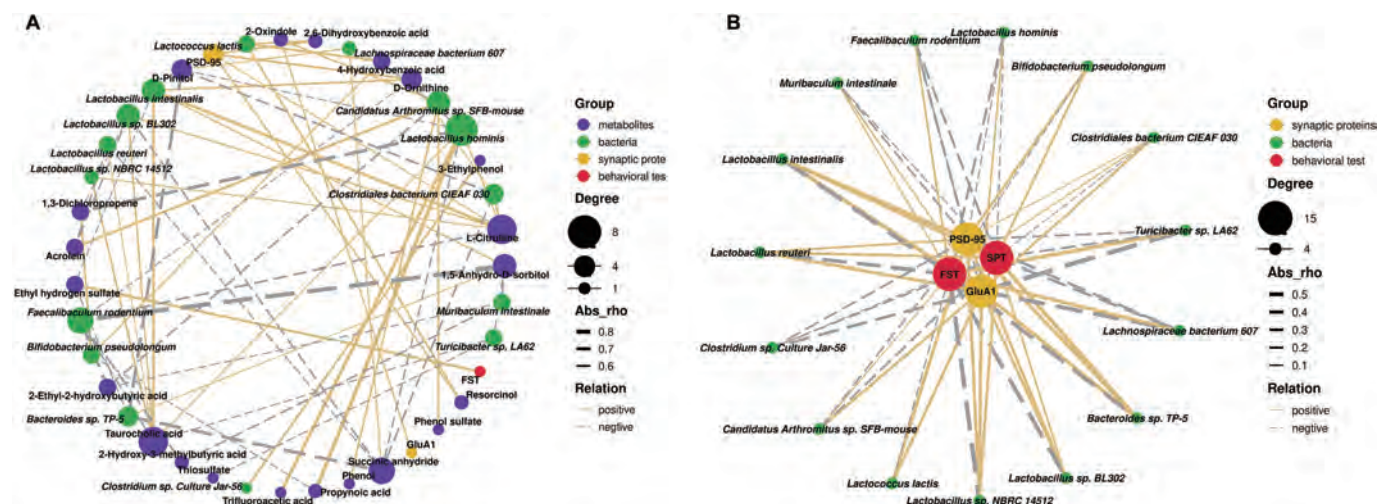 A
2-Oxindole
2,6-Dihydroxybenzoic acid
Lactococcus lactis
Lachnospiraceae bacterium 607
PSD-95
4-Hydroxybenzoic acid
D-Pinitol
D-Ornithine
Lactobacillus intestinalis
Candidatus Arthromitus sp. SFB-mouse
Lactobacillus sp. BL302
Lactobacillus hominis
Lactobacillus reuteri
3-Ethylphenol
Lactobacillus sp. NBRC 14512
Clostridiales bacterium CIEAF 030
1,3-Dichloropropene
L-Citruline
Acrolein
1,5-Anhydro-D-sorbitol
Ethyl hydrogen sulfate
Muribaculum intestinale
Faecalibaculum rodentium
Turicibacter sp. LA62
Bifidobacterium pseudolongum
FST
2-Ethyl-2-hydroxybutyric acid
Resorcinol
Bacteroides sp. TP-5
Phenol sulfate
Taurocholic acid
GluA1
2-Hydroxy-3-methylbutyric acid
Succinic anhydride
Thiosulfate
Phenol
Clostridium sp. Culture Jar-56
Propynoic acid
Trifluoroacetic acid
Group
metabolites
bacteria
synaptic prote
behavioral tes
Degree
8
4
1
Abs_rho
0.8
0.7
0.6
Relation
positive
negtive
B
Lactobacillus hominis
Faecalibaculum rodentium
Bifidobacterium pseudolongum
Muribaculum intestinale
Clostridiales bacterium CIEAF 030
Lactobacillus intestinalis
Turicibacter sp. LA62
PSD-95
Lactobacillus reuteri
SPT
FST
GluA1
Lachnospiraceae bacterium 607
Clostridium sp. Culture Jar-56
Bacteroides sp. TP-5
Candidatus Arthromitus sp. SFB-mouse
Lactobacillus sp. BL302
Lactococcus lactis
Lactobacillus sp. NBRC 14512
Group
synaptic proteins
bacteria
behavioral test
Degree
15
4
Abs_rho
0.5
0.4
0.3
0.2
0.1
Relation
positive
negtive